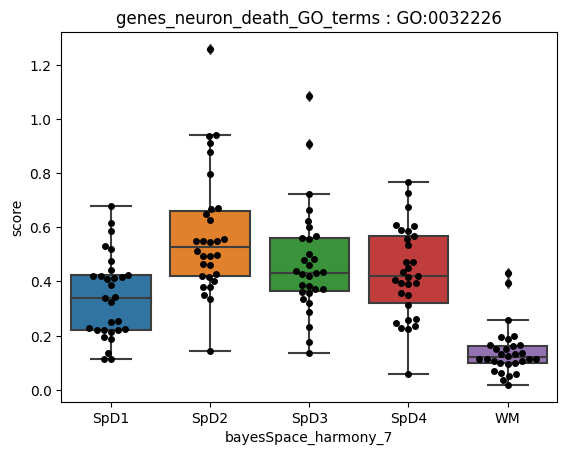 genes_neuron_death_GO_terms : GO:0032226
1.2
1.0
0.8
0.6
0.4
0.2
0.0
score
SpD1 SpD2 SpD3 SpD4 WM
bayesSpace_harmony_7